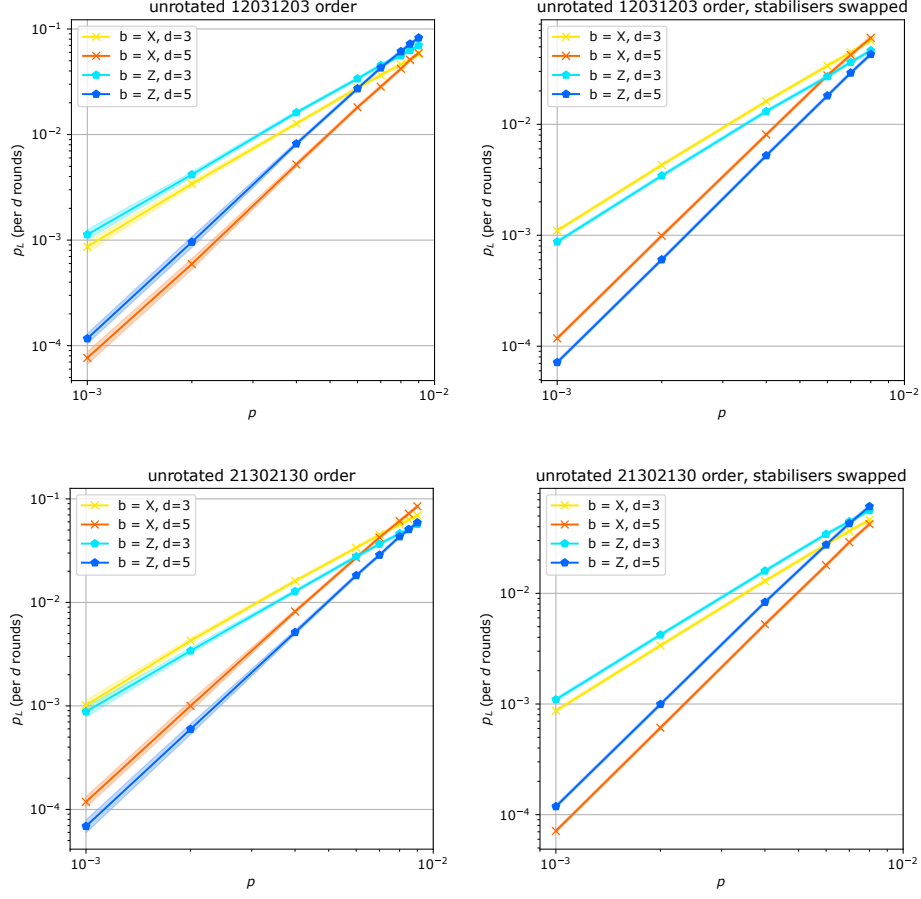 unrotated 12031203 order
b = X, d=3
b = X, d=5
b = Z, d=3
b = Z, d=5
10⁻¹
10⁻²
10⁻³
10⁻⁴
p_L (per d rounds)
10⁻³
10⁻²
p
unrotated 12031203 order, stabilisers swapped
b = X, d=3
b = X, d=5
b = Z, d=3
b = Z, d=5
10⁻²
10⁻³
10⁻⁴
p_L (per d rounds)
10⁻³
10⁻²
p
unrotated 21302130 order
b = X, d=3
b = X, d=5
b = Z, d=3
b = Z, d=5
10⁻¹
10⁻²
10⁻³
10⁻⁴
p_L (per d rounds)
10⁻³
10⁻²
p
unrotated 21302130 order, stabilisers swapped
b = X, d=3
b = X, d=5
b = Z, d=3
b = Z, d=5
10⁻²
10⁻³
10⁻⁴
p_L (per d rounds)
10⁻³
10⁻²
p